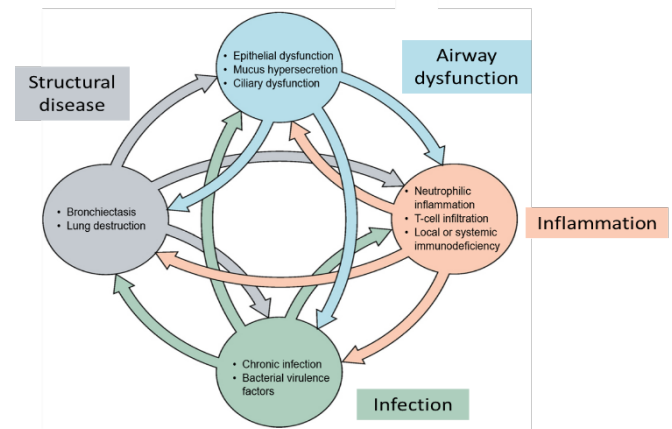 Structural
disease
• Epithelial dysfunction
• Mucus hypersecretion
• Ciliary dysfunction
Airway
dysfunction
• Bronchiectasis
• Lung destruction
• Neutrophilic
inflammation
• T-cell infiltration
• Local or systemic
immunodeficiency
Inflammation
• Chronic infection
• Bacterial virulence
factors
Infection